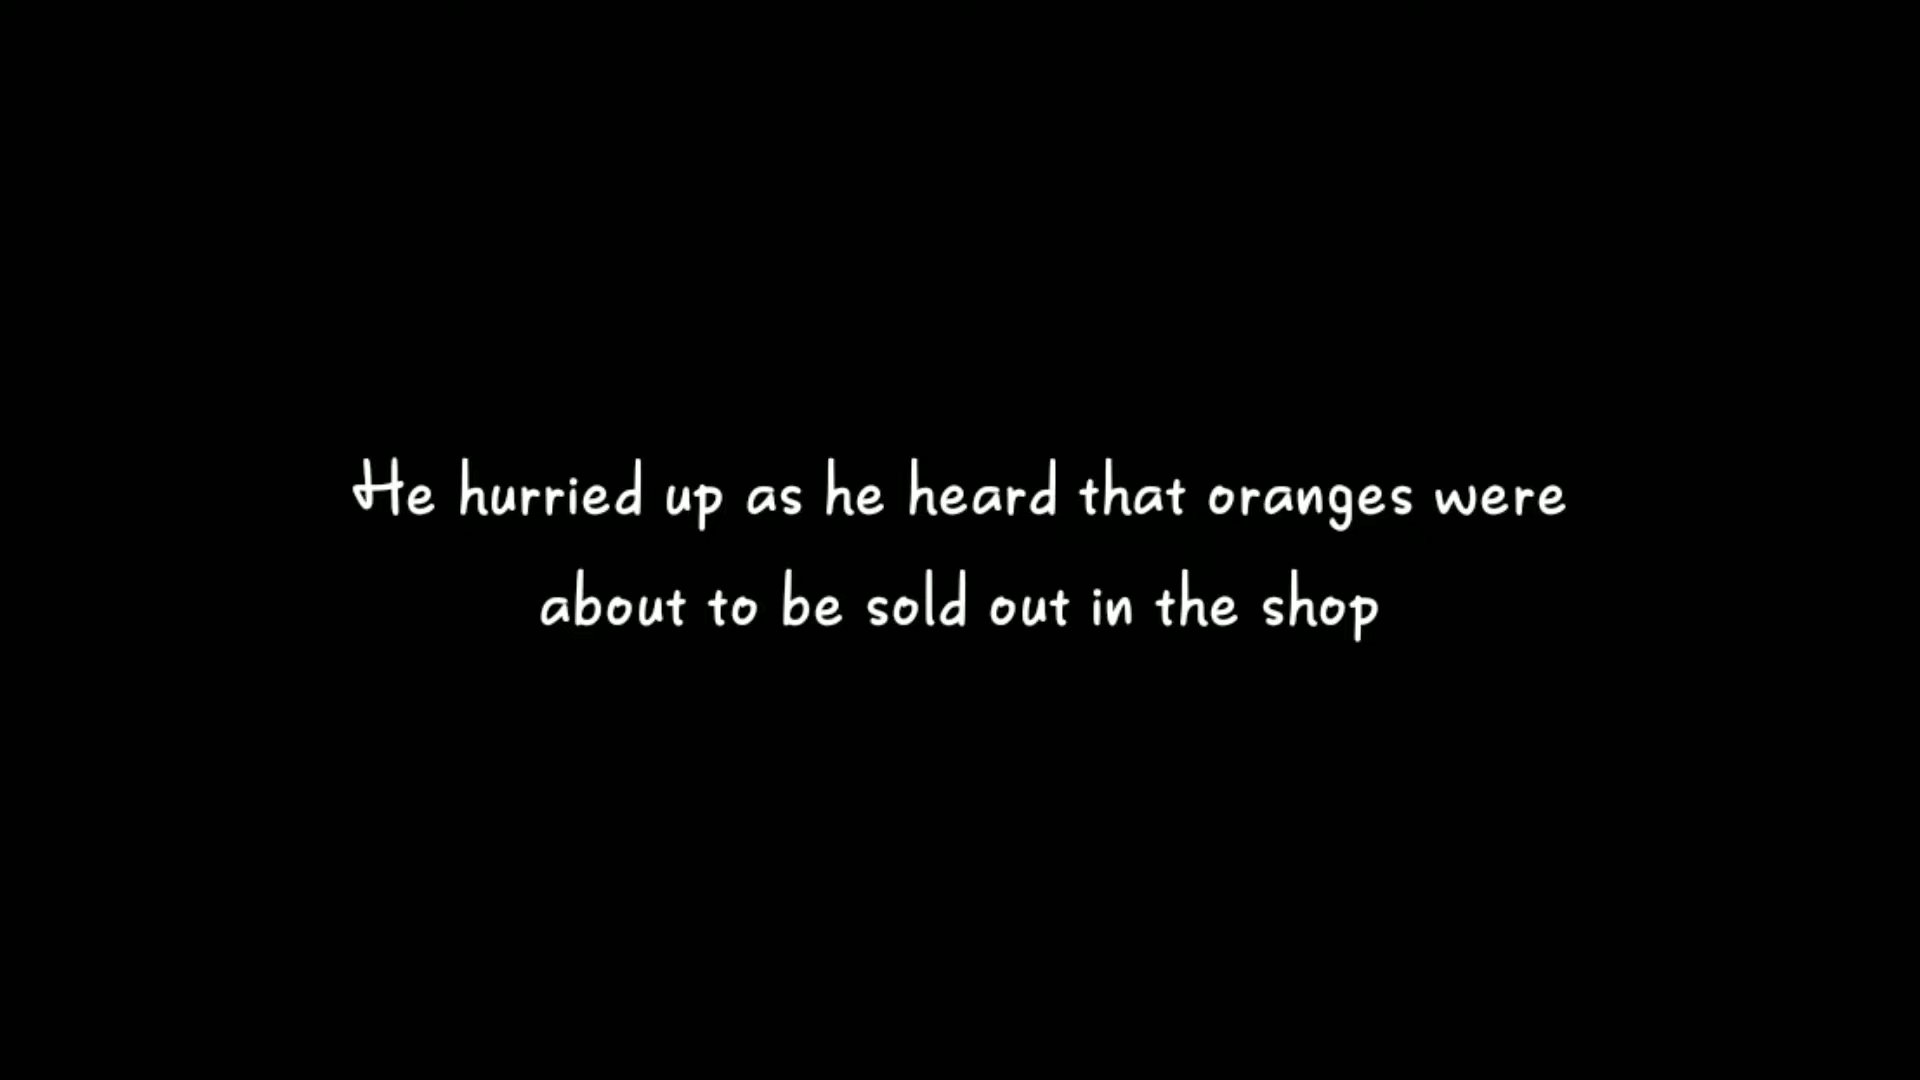 He hurried up as he heard that oranges were
about to be sold out in the shop